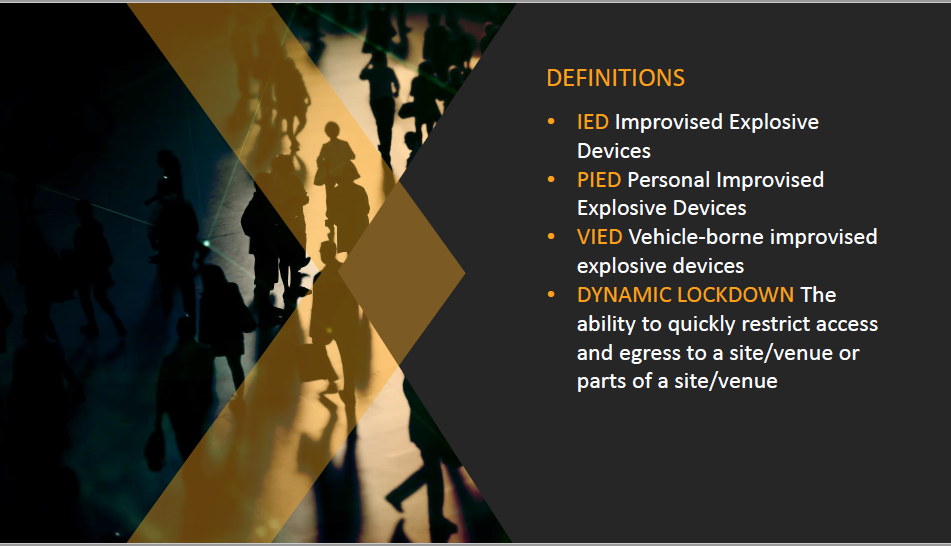 DEFINITIONS
• IED Improvised Explosive
Devices
• PIED Personal Improvised
Explosive Devices
• VIED Vehicle-borne improvised
explosive devices
• DYNAMIC LOCKDOWN The
ability to quickly restrict access
and egress to a site/venue or
parts of a site/venue